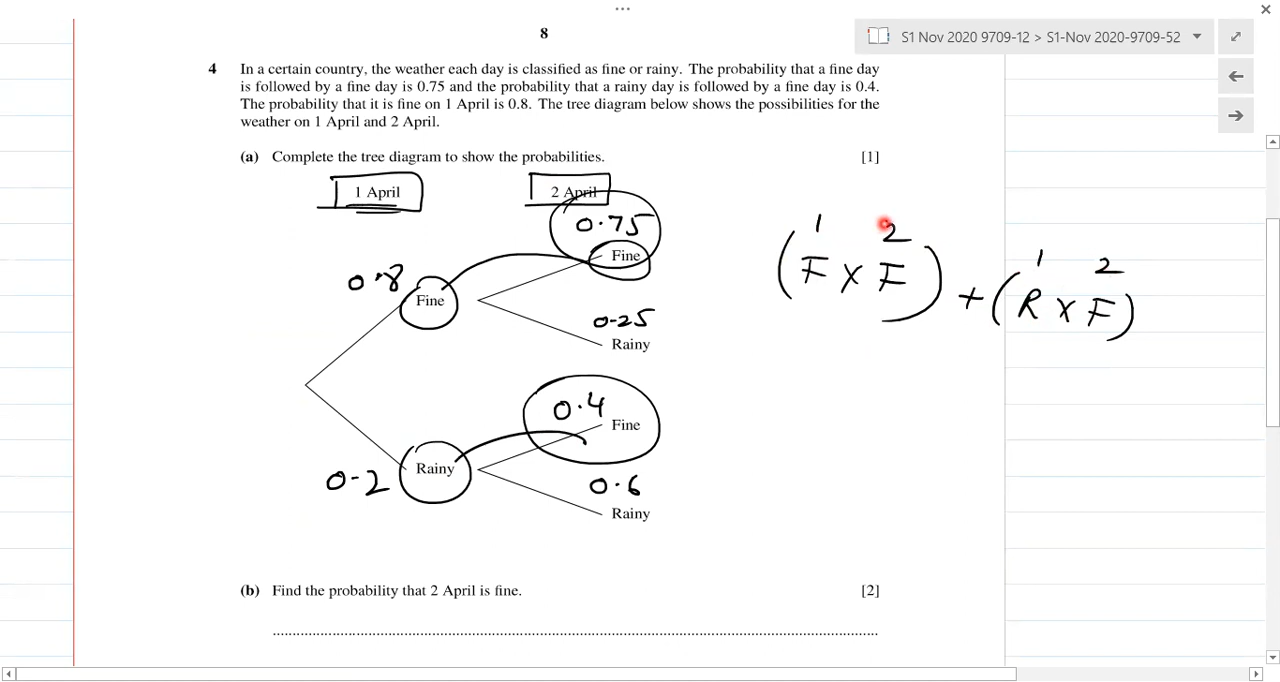 ...
8
S1 Nov 2020 9709-12 > S1-Nov-2020-9709-52
4 In a certain country, the weather each day is classified as fine or rainy. The probability that a fine day
is followed by a fine day is 0.75 and the probability that a rainy day is followed by a fine day is 0.4.
The probability that it is fine on 1 April is 0.8. The tree diagram below shows the possibilities for the
weather on 1 April and 2 April.
(a) Complete the tree diagram to show the probabilities. [1]
1 April 2 April
0.75
Fine
0.8
Fine
0.25
Rainy
1 2 1 2
(F x F) + (R x F)
0.4
Fine
Rainy
0.2
0.6
Rainy
(b) Find the probability that 2 April is fine. [2]